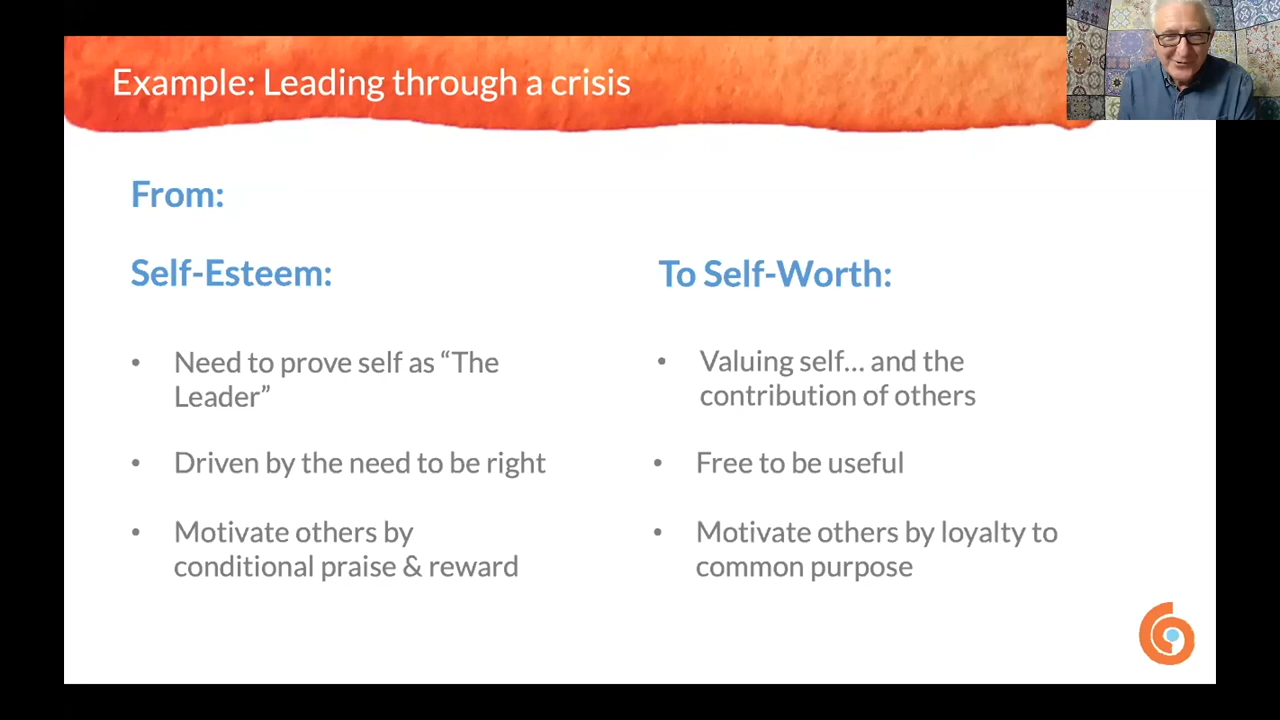 Example: Leading through a crisis
From:
Self-Esteem:
• Need to prove self as “The
Leader”
• Driven by the need to be right
• Motivate others by
conditional praise & reward
To Self-Worth:
• Valuing self... and the
contribution of others
• Free to be useful
• Motivate others by loyalty to
common purpose